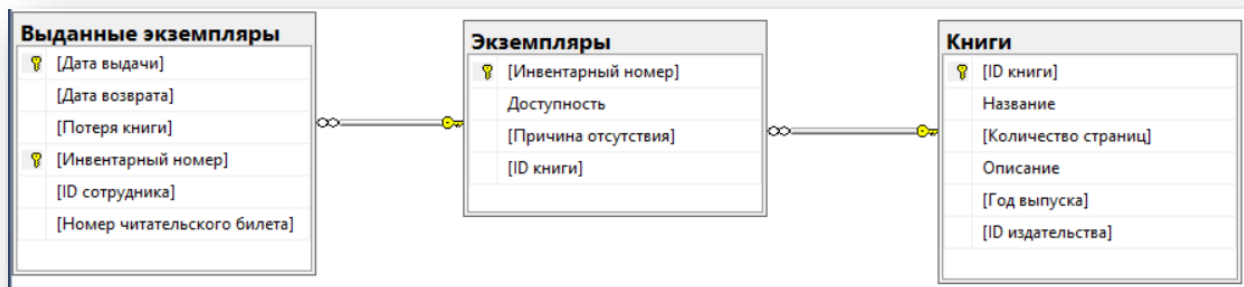 Выданные экземпляры
[Дата выдачи]
[Дата возврата]
[Потеря книги]
[Инвентарный номер]
[ID сотрудника]
[Номер читательского билета]
Экземпляры
[Инвентарный номер]
Доступность
[Причина отсутствия]
[ID книги]
Книги
[ID книги]
Название
[Количество страниц]
Описание
[Год выпуска]
[ID издательства]